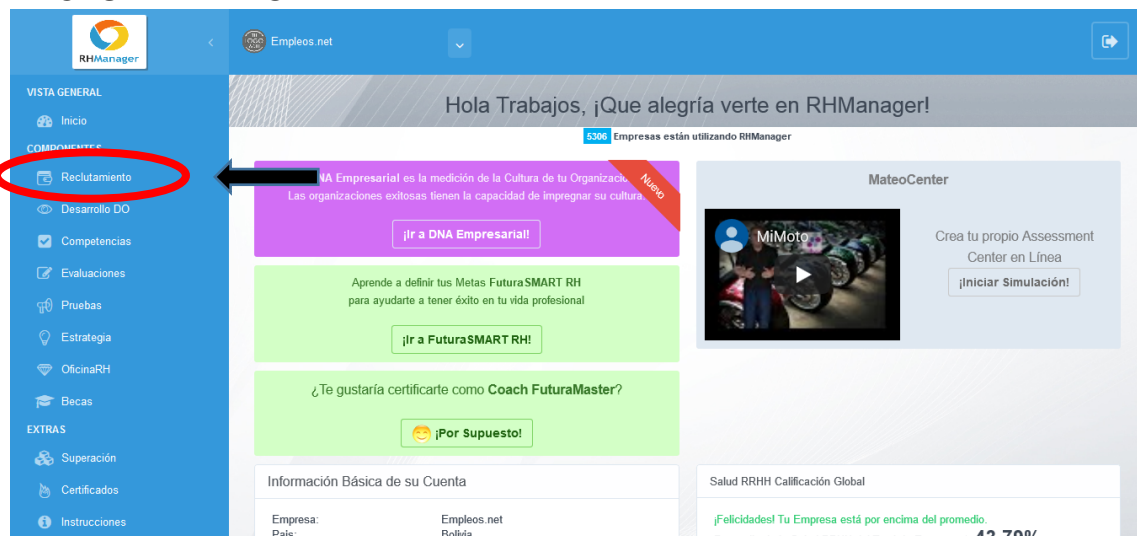 RHManager
Empleos.net
VISTA GENERAL
Inicio
COMPONENTES
Reclutamiento
Desarrollo DO
Competencias
Evaluaciones
Pruebas
Estrategia
OficinaRH
Becas
EXTRAS
Superación
Certificados
Instrucciones
Hola Trabajos, ¡Que alegría verte en RHManager!
5306 Empresas están utilizando RHManager
NA Empresarial es la medición de la Cultura de tu Organizació
Las organizaciones exitosas tienen la capacidad de impregnar su cultura.
Nuevo
¡Ir a DNA Empresarial!
Aprende a definir tus Metas FuturaSMART RH
para ayudarte a tener éxito en tu vida profesional
¡Ir a FuturaSMART RH!
¿Te gustaría certificarte como Coach FuturaMaster?
¡Por Supuesto!
MateoCenter
MiMoto
Crea tu propio Assessment
Center en Línea
¡Iniciar Simulación!
Información Básica de su Cuenta
Empresa: Empleos.net
Pais: Bolivia
Salud RRHH Calificación Global
¡Felicidades! Tu Empresa está por encima del promedio.
43.79%